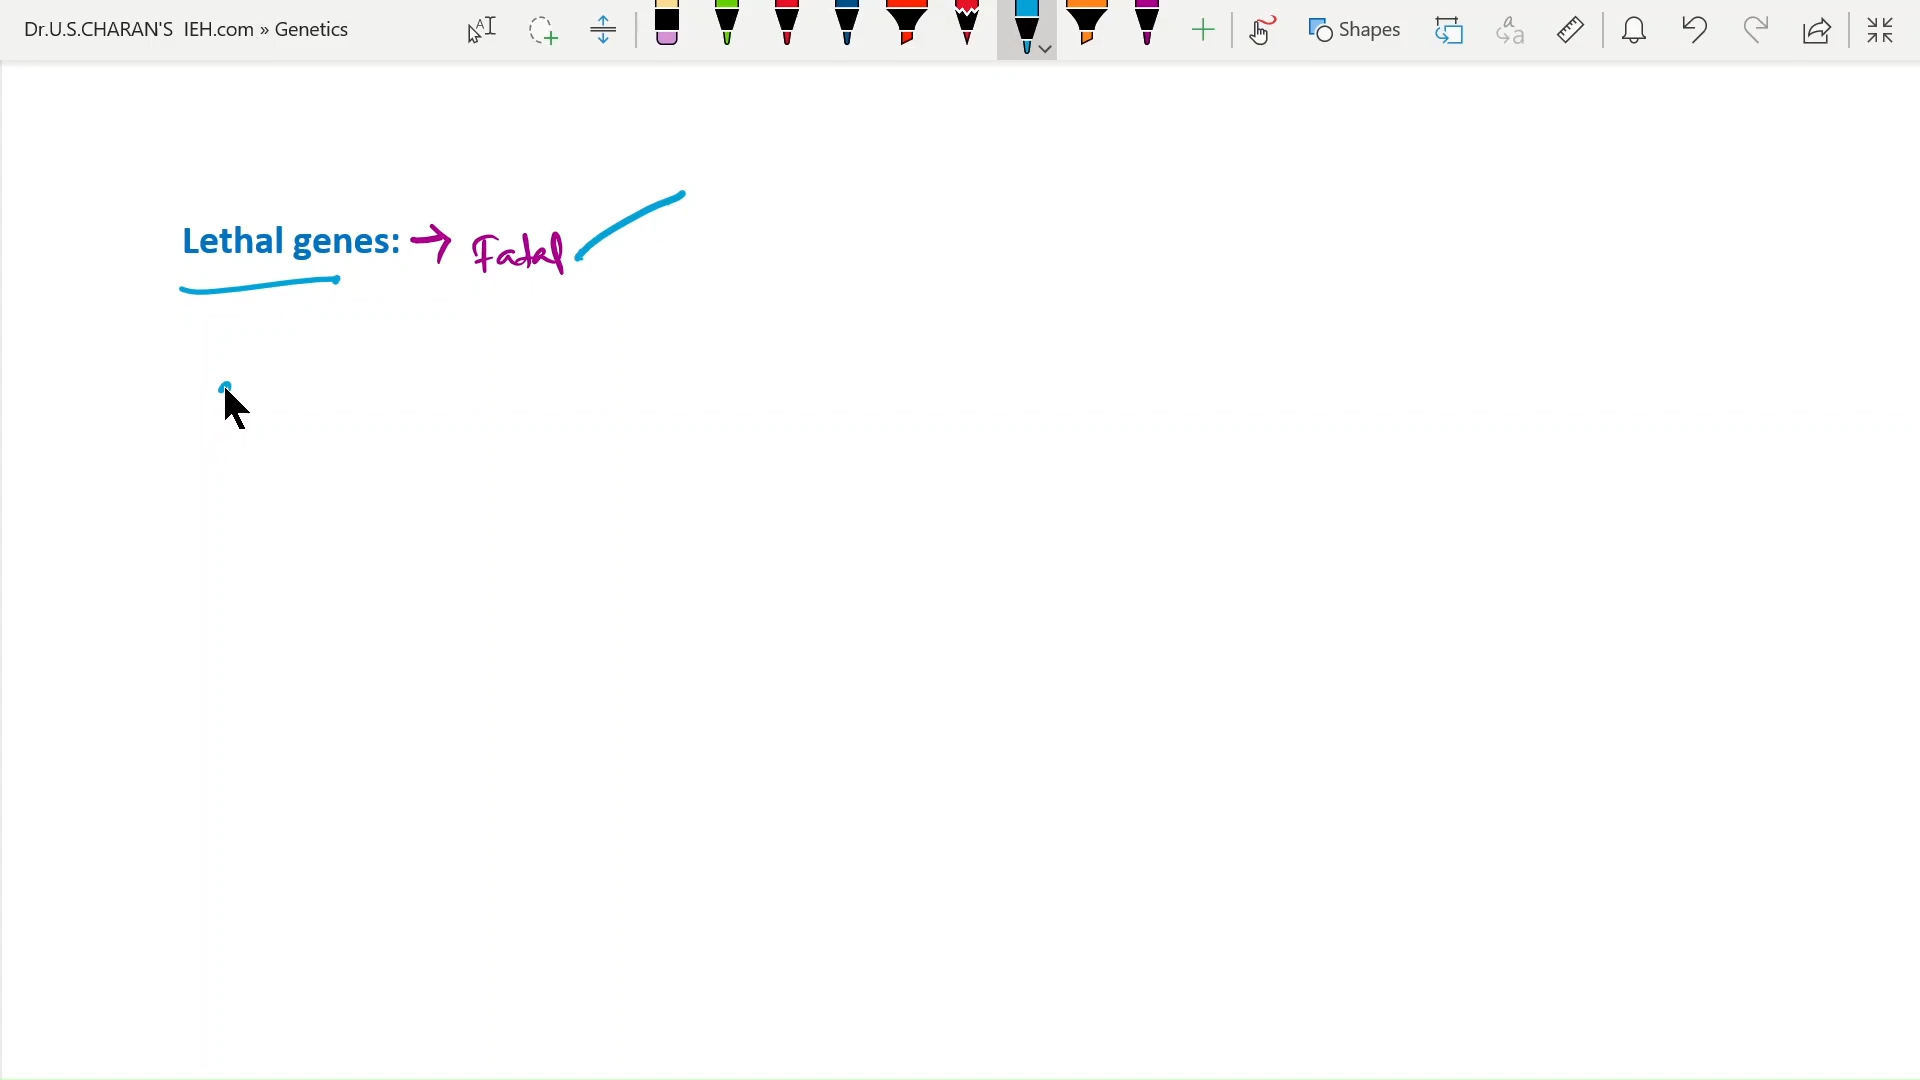 Dr.U.S.CHARAN'S IEH.com » Genetics
Shapes
Lethal genes: → Fatal